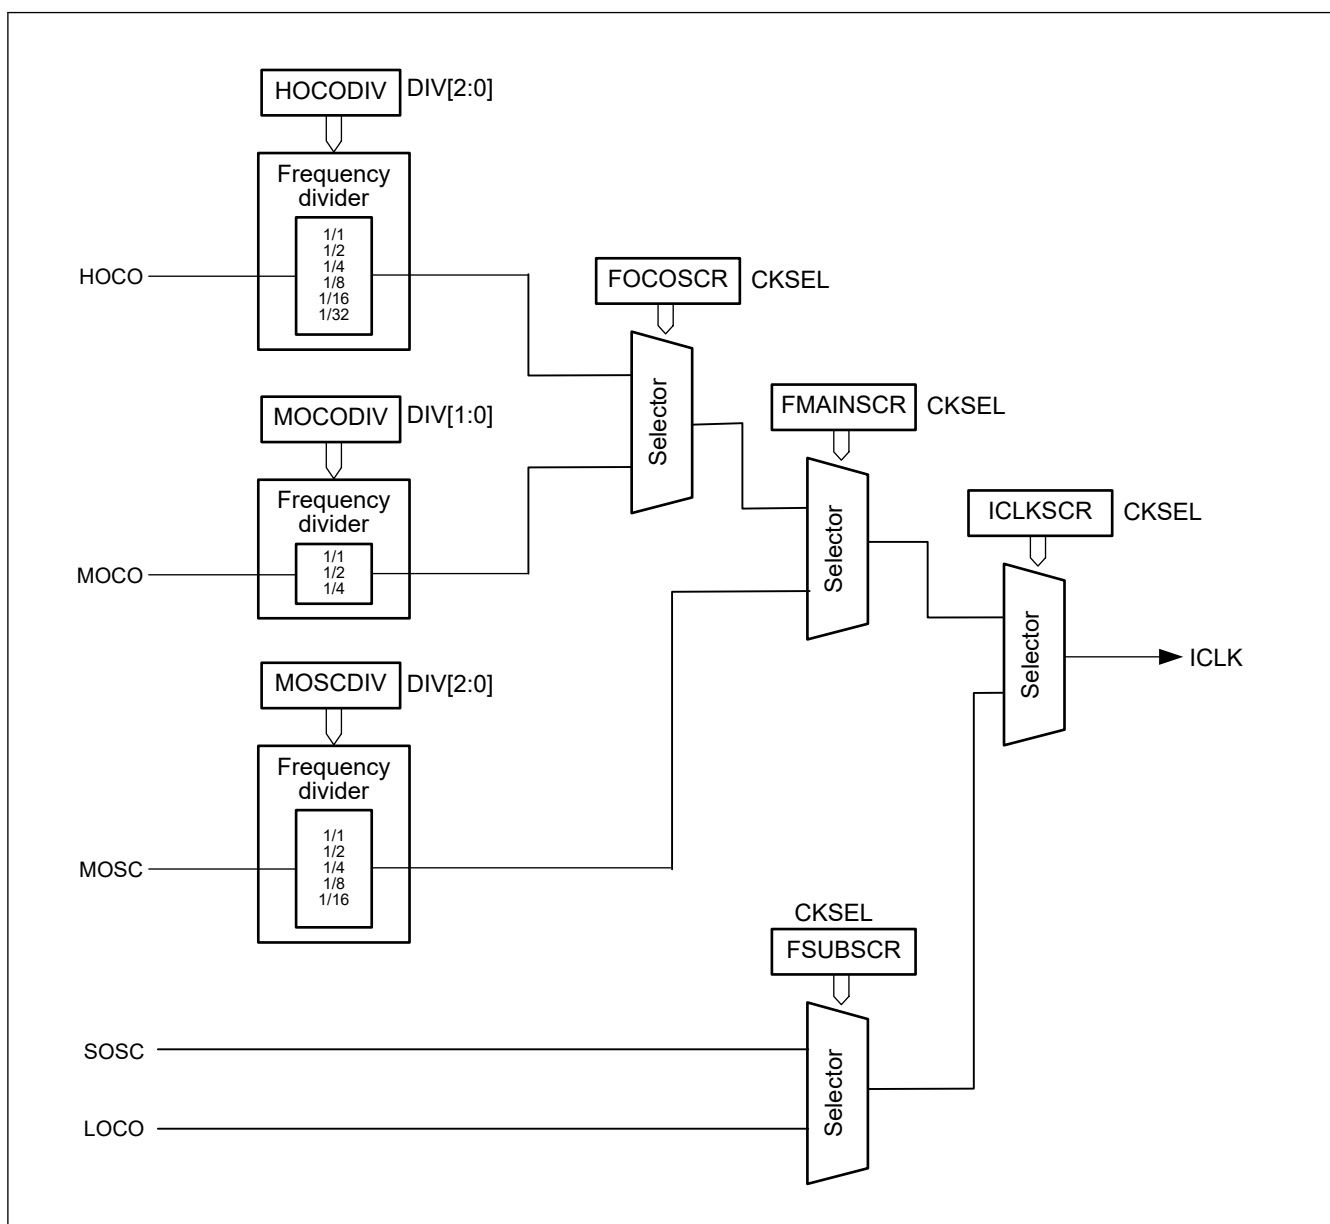 HOCODIV DIV[2:0]
Frequency
divider
1/1
1/2
1/4
1/8
1/16
1/32
HOCO
FOCOSCR CKSEL
Selector
MOCODIV DIV[1:0]
Frequency
divider
1/1
1/2
1/4
MOCO
FMAINSCR CKSEL
Selector
ICLKSCR CKSEL
Selector
ICLK
MOSCDIV DIV[2:0]
Frequency
divider
1/1
1/2
1/4
1/8
1/16
MOSC
CKSEL
FSUBSCR
Selector
SOSC
LOCO